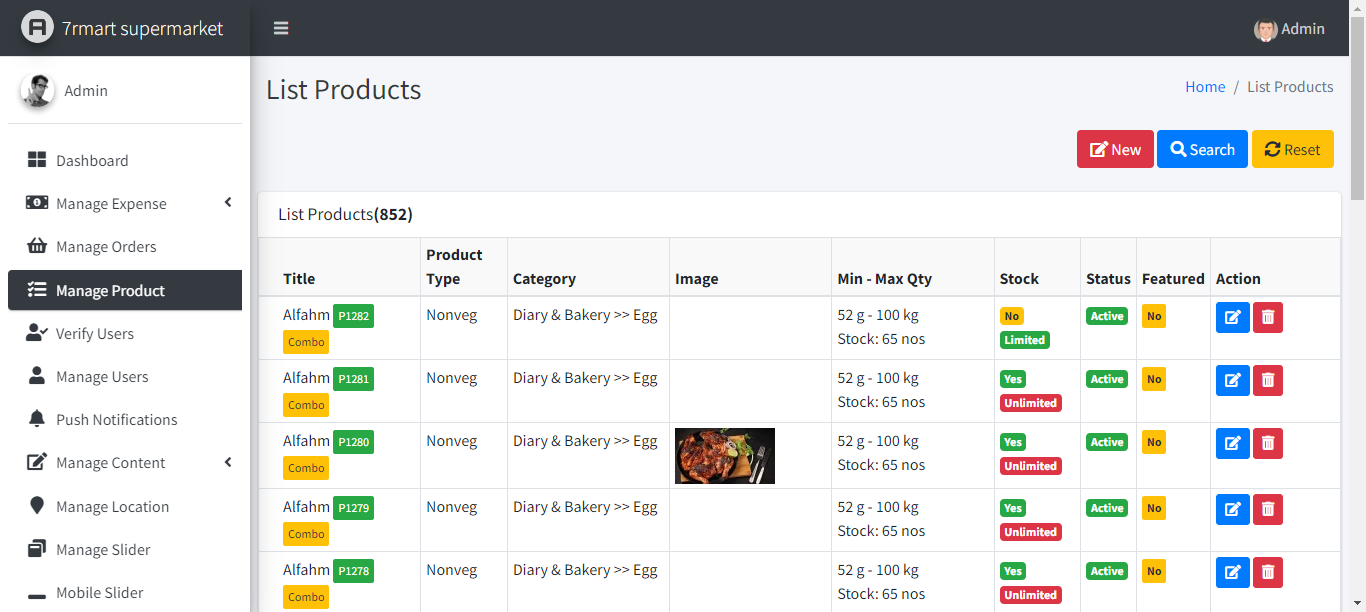 7rmart supermarket
Admin
Admin
List Products
Home / List Products
New Search Reset
Dashboard
Manage Expense
Manage Orders
Manage Product
Verify Users
Manage Users
Push Notifications
Manage Content
Manage Location
Manage Slider
Mobile Slider
List Products(852)
Title Product Type Category Image Min - Max Qty Stock Status Featured Action
Alfahm P1282 Nonveg Diary & Bakery >> Egg 52 g - 100 kg No Active No
Combo Stock: 65 nos Limited
Alfahm P1281 Nonveg Diary & Bakery >> Egg 52 g - 100 kg Yes Active No
Combo Stock: 65 nos Unlimited
Alfahm P1280 Nonveg Diary & Bakery >> Egg 52 g - 100 kg Yes Active No
Combo Stock: 65 nos Unlimited
Alfahm P1279 Nonveg Diary & Bakery >> Egg 52 g - 100 kg Yes Active No
Combo Stock: 65 nos Unlimited
Alfahm P1278 Nonveg Diary & Bakery >> Egg 52 g - 100 kg Yes Active No
Combo Stock: 65 nos Unlimited